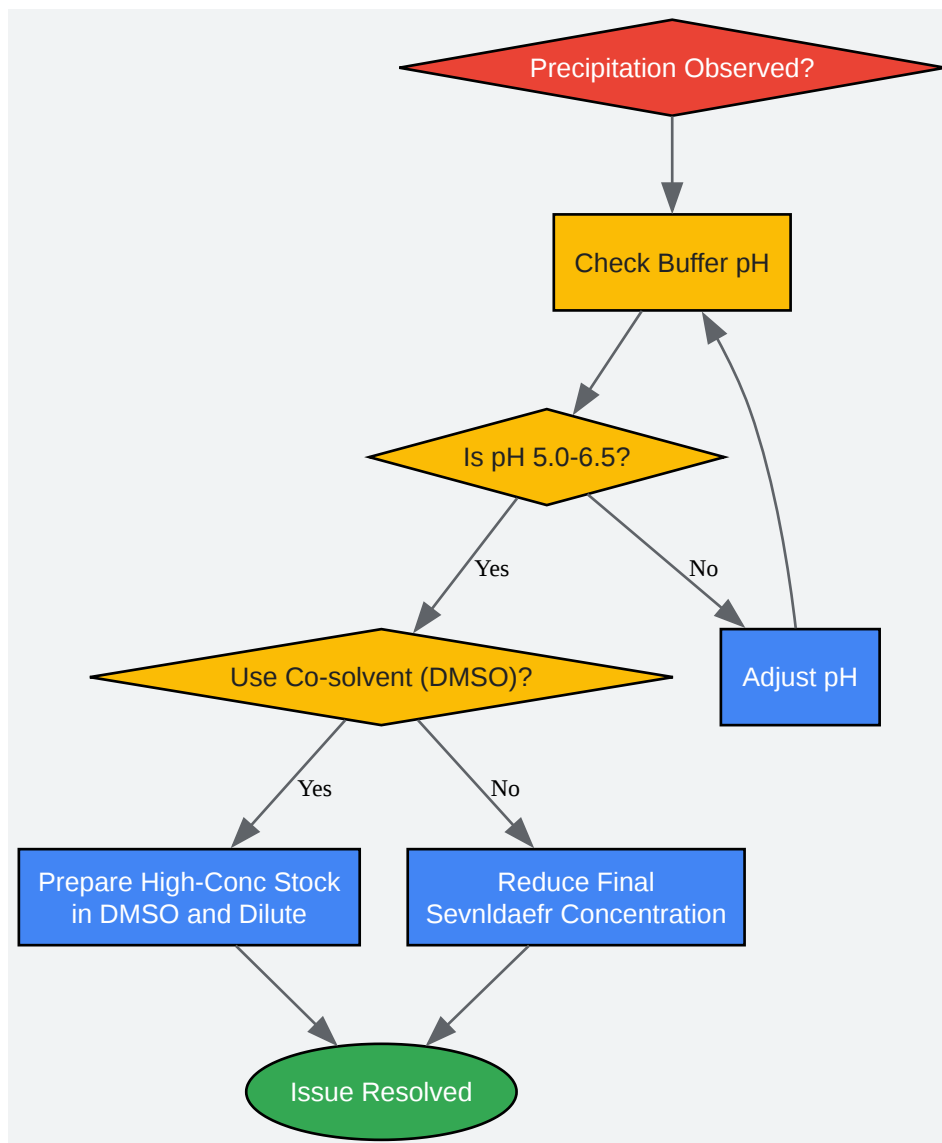 Precipitation Observed?
Check Buffer pH
Is pH 5.0-6.5?
Yes
No
Use Co-solvent (DMSO)?
Adjust pH
Yes
No
Prepare High-Conc Stock
in DMSO and Dilute
Reduce Final
Sevnldaefr Concentration
Issue Resolved